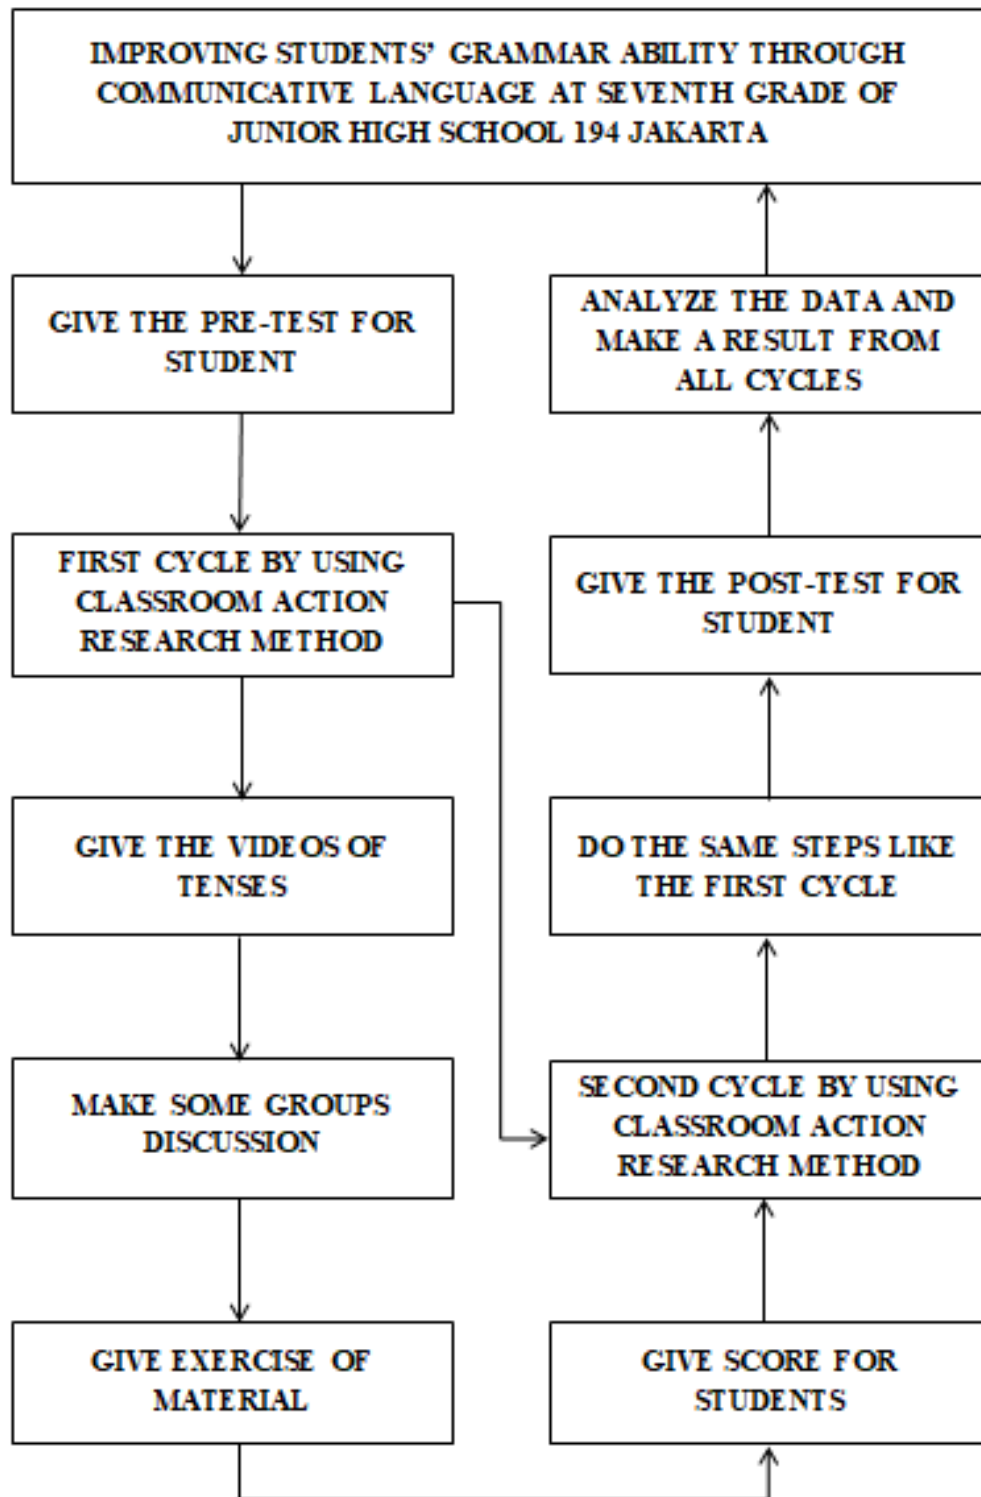 IMPROVING STUDENTS’ GRAMMAR ABILITY THROUGH
COMMUNICATIVE LANGUAGE AT SEVENTH GRADE OF
JUNIOR HIGH SCHOOL 194 JAKARTA
GIVE THE PRE-TEST FOR
STUDENT
FIRST CYCLE BY USING
CLASSROOM ACTION
RESEARCH METHOD
GIVE THE VIDEOS OF
TENSES
MAKE SOME GROUPS
DISCUSSION
GIVE EXERCISE OF
MATERIAL
GIVE SCORE FOR
STUDENTS
SECOND CYCLE BY USING
CLASSROOM ACTION
RESEARCH METHOD
DO THE SAME STEPS LIKE
THE FIRST CYCLE
GIVE THE POST-TEST FOR
STUDENT
ANALYZE THE DATA AND
MAKE A RESULT FROM
ALL CYCLES